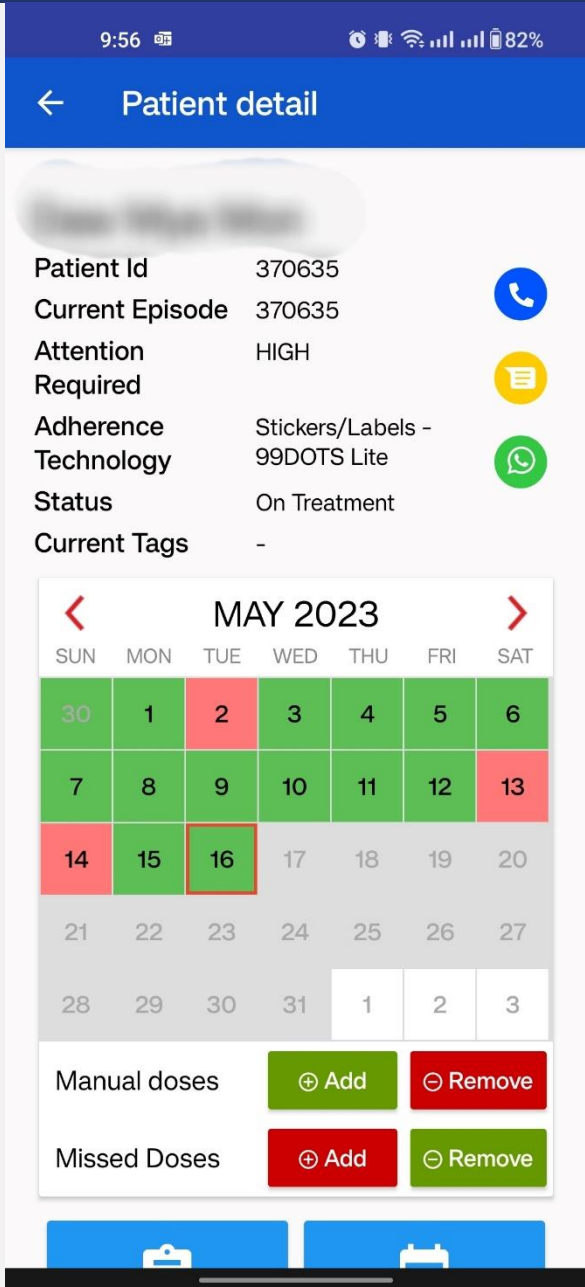 9:56 82%
Patient detail
Patient Id 370635
Current Episode 370635
Attention Required HIGH
Adherence Technology Stickers/Labels - 99DOTS Lite
Status On Treatment
Current Tags -
MAY 2023
SUN MON TUE WED THU FRI SAT
30 1 2 3 4 5 6
7 8 9 10 11 12 13
14 15 16 17 18 19 20
21 22 23 24 25 26 27
28 29 30 31 1 2 3
Manual doses Add Remove
Missed Doses Add Remove